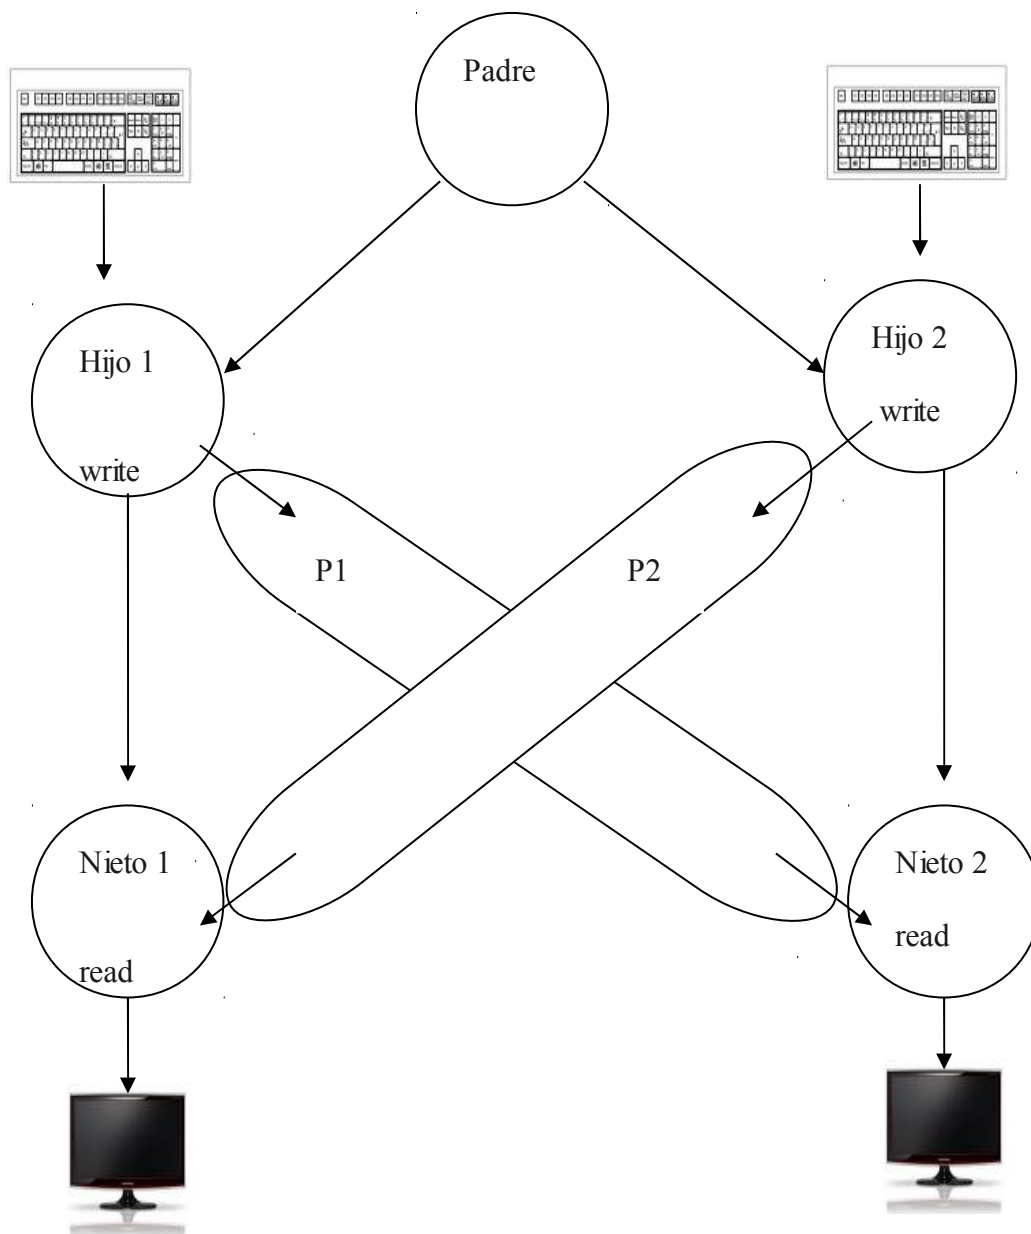 Padre
Hijo 1
write
Hijo 2
write
P1
P2
Nieto 1
read
Nieto 2
read